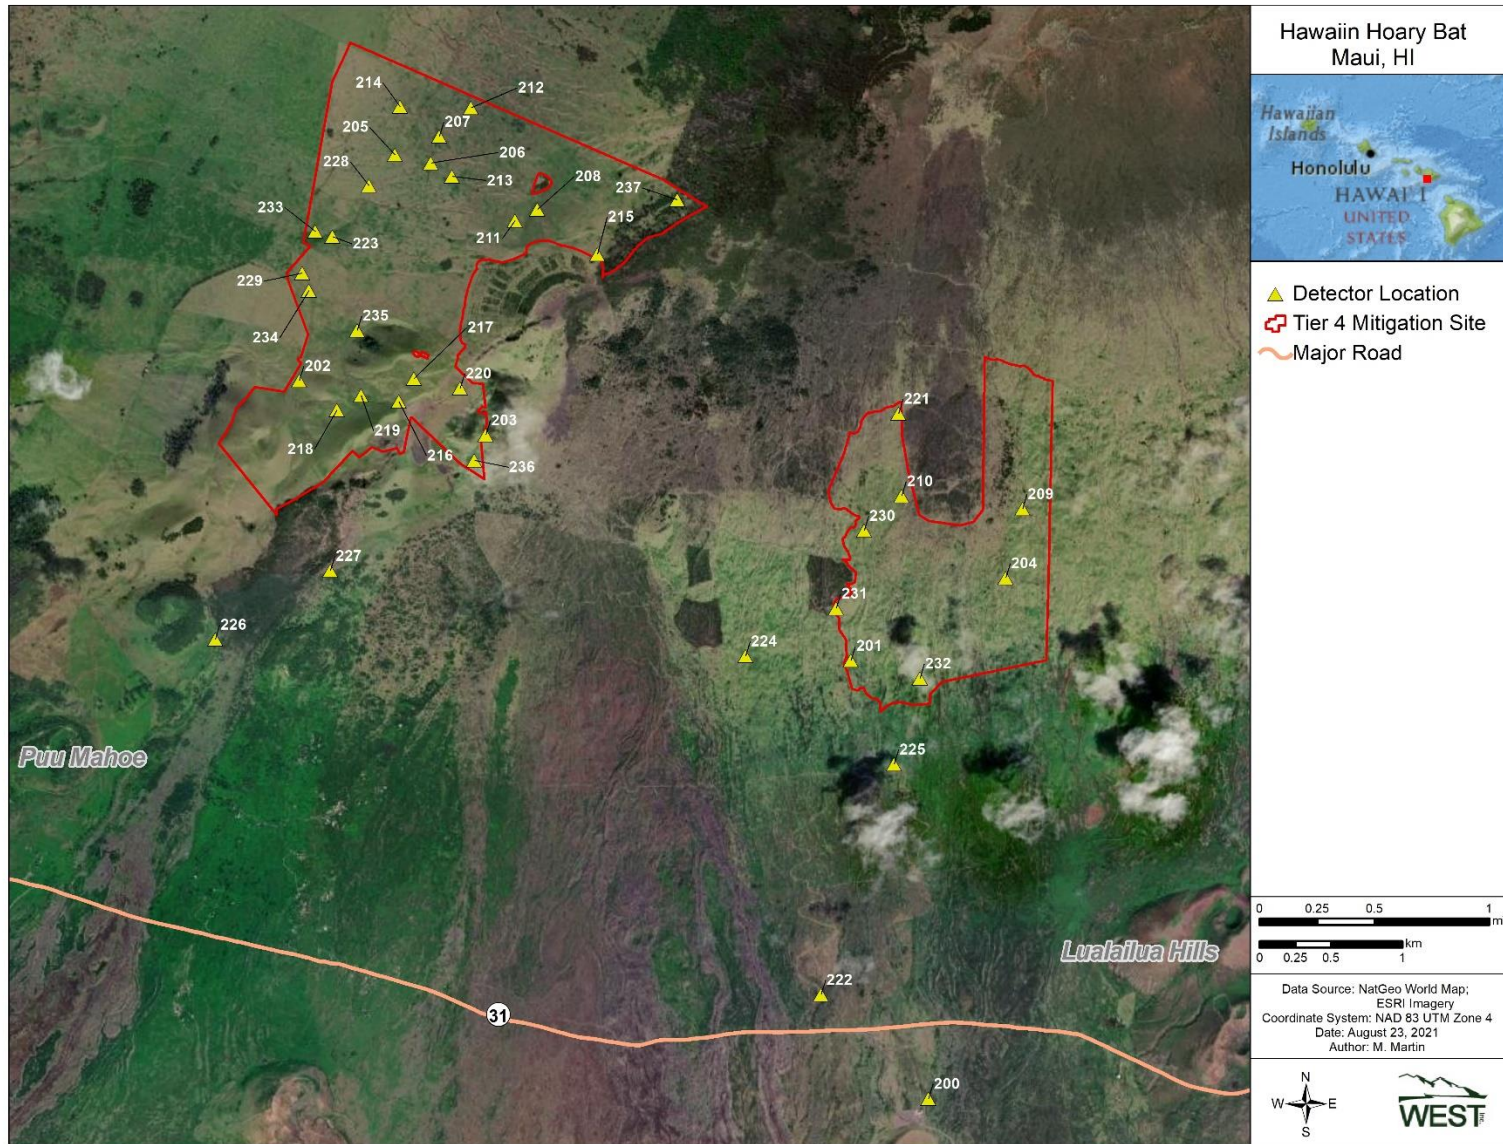 Hawaiin Hoary Bat
Maui, HI
Hawaiian
Islands
Honolulu
HAWAI'I
UNITED
STATES
Detector Location
Tier 4 Mitigation Site
Major Road
214
212
207
205
206
228
213
208
237
233
223
211
215
229
234
235
217
202
220
203
218
219
216
236
221
210
209
230
227
204
231
226
224
201
232
Puu Mahoe
225
Lualailua Hills
222
31
200
0 0.25 0.5 1
m
km
0 0.25 0.5 1
Data Source: NatGeo World Map;
ESRI Imagery
Coordinate System: NAD 83 UTM Zone 4
Date: August 23, 2021
Author: M. Martin
N
W E
S
WEST
Inc.